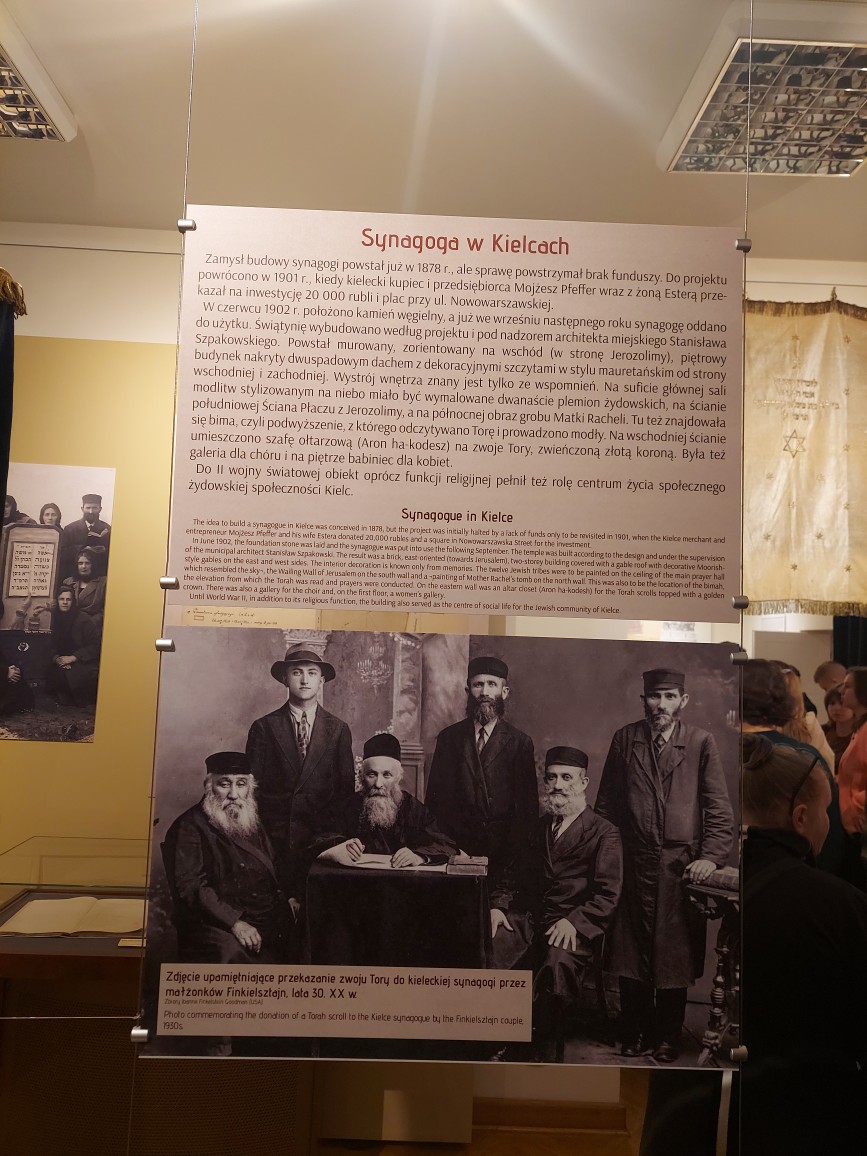 Synagoga w Kielcach
Zamysł budowy synagogi powstał już w 1878 r., ale sprawę powstrzymał brak funduszy. Do projektu
powrócono w 1901 r., kiedy kielecki kupiec i przedsiębiorca Mojżesz Pfeffer wraz z żoną Esterą prze-
kazał na inwestycję 20 000 rubli i plac przy ul. Nowowarszawskiej.
W czerwcu 1902 r. położono kamień węgielny, a już we wrześniu następnego roku synagogę oddano
do użytku. Świątynię wybudowano według projektu i pod nadzorem architekta miejskiego Stanisława
Szpakowskiego. Powstał murowany, zorientowany na wschód (w stronę Jerozolimy), piętrowy
budynek nakryty dwuspadowym dachem z dekoracyjnymi szczytami w stylu mauretańskim od strony
wschodniej i zachodniej. Wystrój wnętrza znany jest tylko ze wspomnień. Na suficie głównej sali
modlitw stylizowanym na niebo miało być wymalowane dwanaście plemion żydowskich, na ścianie
południowej Ściana Płaczu z Jerozolimy, a na północnej obraz grobu Matki Racheli. Tu też znajdowała
się bima, czyli podwyższenie, z którego odczytywano Torę i prowadzono modły. Na wschodniej ścianie
umieszczono szafę ołtarzową (Aron ha-kodesz) na zwoje Tory, zwieńczoną złotą koroną. Była też
galeria dla chóru i na piętrze babiniec dla kobiet.
Do II wojny światowej obiekt oprócz funkcji religijnej pełnił też rolę centrum życia społecznego
żydowskiej społeczności Kielc.
Synagogue in Kielce
The idea to build a synagogue in Kielce was conceived in 1878, but the project was initially halted by a lack of funds only to be revisited in 1901, when the Kielce merchant and
entrepreneur Mojżesz Pfeffer and his wife Estera donated 20,000 rubles and a square in Nowowarszawska Street for the investment.
In June 1902, the foundation stone was laid and the synagogue was put into use the following September. The temple was built according to the design and under the supervision
of the municipal architect Stanisław Szpakowski. The result was a brick, east-oriented (towards Jerusalem), two-storey building covered with a gable roof with decorative Moorish-
style gables on the east and west sides. The interior decoration is known only from memories. The twelve Jewish tribes were to be painted on the ceiling of the main prayer hall
which resembled the sky-, the Wailing Wall of Jerusalem on the south wall and a -painting of Mother Rachel's tomb on the north wall. This was also to be the location of the bimah,
the elevation from which the Torah was read and prayers were conducted. On the eastern wall was an altar closet (Aron ha-kodesh) for the Torah scrolls topped with a golden
crown. There was also a gallery for the choir and, on the first floor, a women's gallery.
Until World War II, in addition to its religious function, the building also served as the centre of social life for the Jewish community of Kielce.
Zdjęcie upamiętniające przekazanie zwoju Tory do kieleckiej synagogi przez
małżonków Finkielsztajn, lata 30. XX w.
Photo commemorating the donation of a Torah scroll to the Kielce synagogue by the Finkielsztajn couple,
1930s.